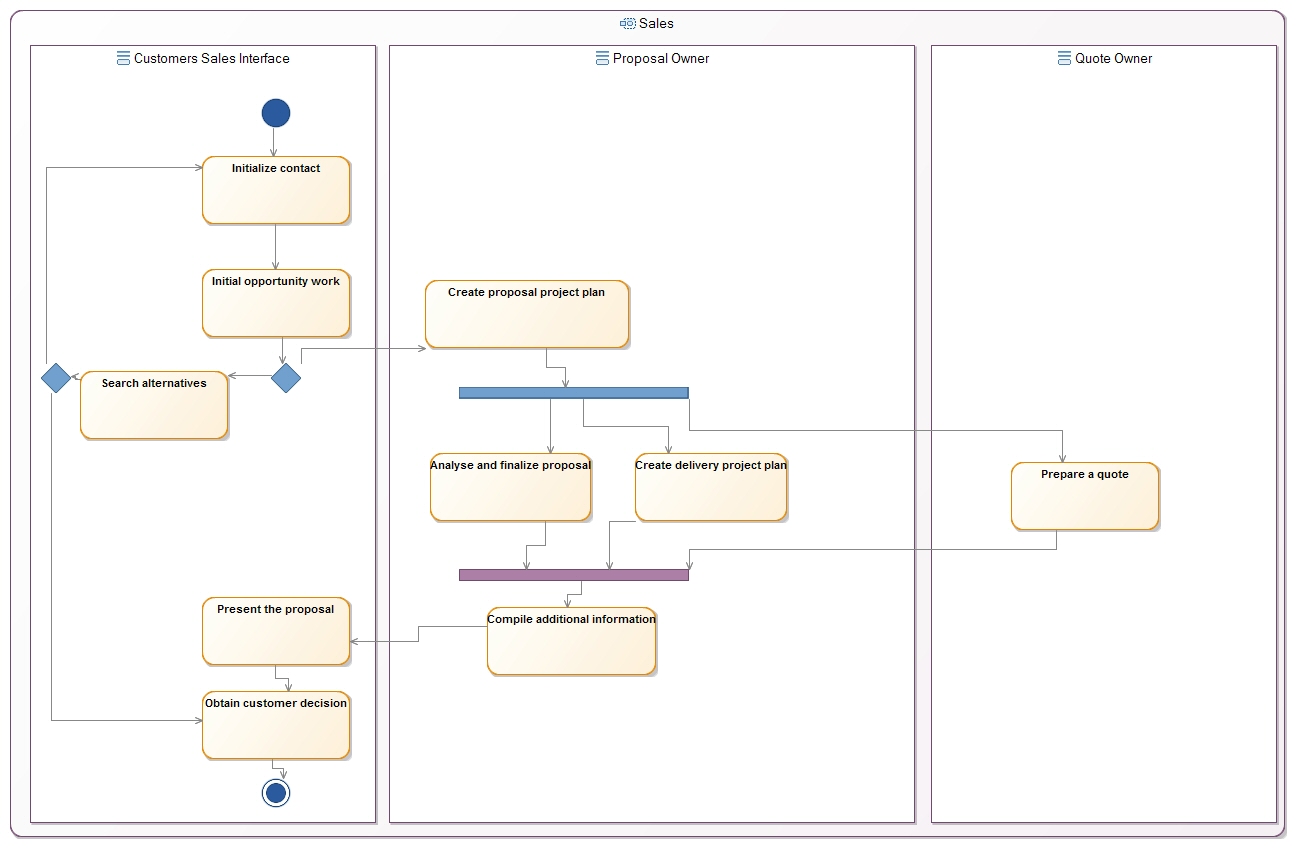 Sales
Customers Sales Interface
Proposal Owner
Quote Owner
Initialize contact
Initial opportunity work
Create proposal project plan
Search alternatives
Analyse and finalize proposal
Create delivery project plan
Prepare a quote
Present the proposal
Compile additional information
Obtain customer decision